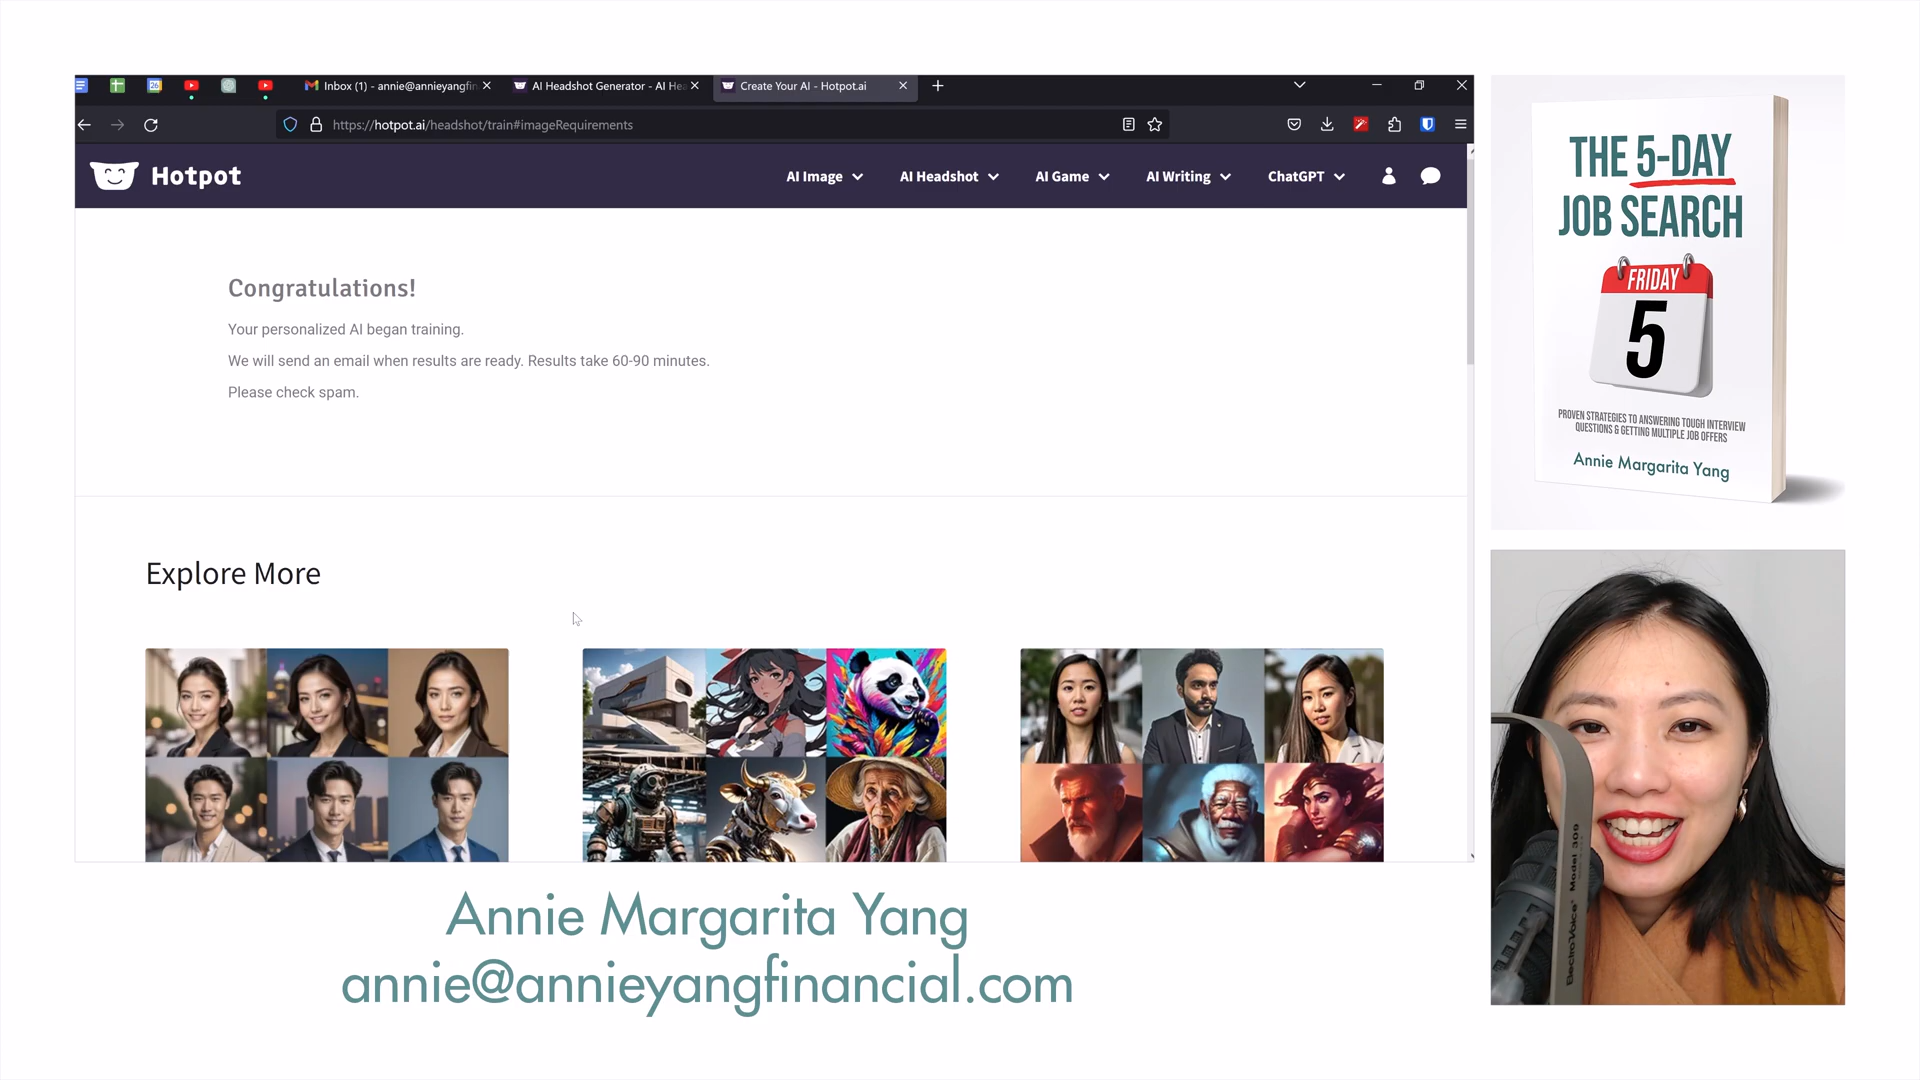 Inbox (1) - annie@annieyangfin
AI Headshot Generator - AI Hea
Create Your AI - Hotpot.ai
https://hotpot.ai/headshot/train#imageRequirements
Hotpot
AI Image
AI Headshot
AI Game
AI Writing
ChatGPT
Congratulations!
Your personalized AI began training.
We will send an email when results are ready. Results take 60-90 minutes.
Please check spam.
Explore More
THE 5-DAY
JOB SEARCH
FRIDAY
5
PROVEN STRATEGIES TO ANSWERING TOUGH INTERVIEW
QUESTIONS & GETTING MULTIPLE JOB OFFERS
Annie Margarita Yang
Electro-Voice® Model 309
Annie Margarita Yang
annie@annieyangfinancial.com